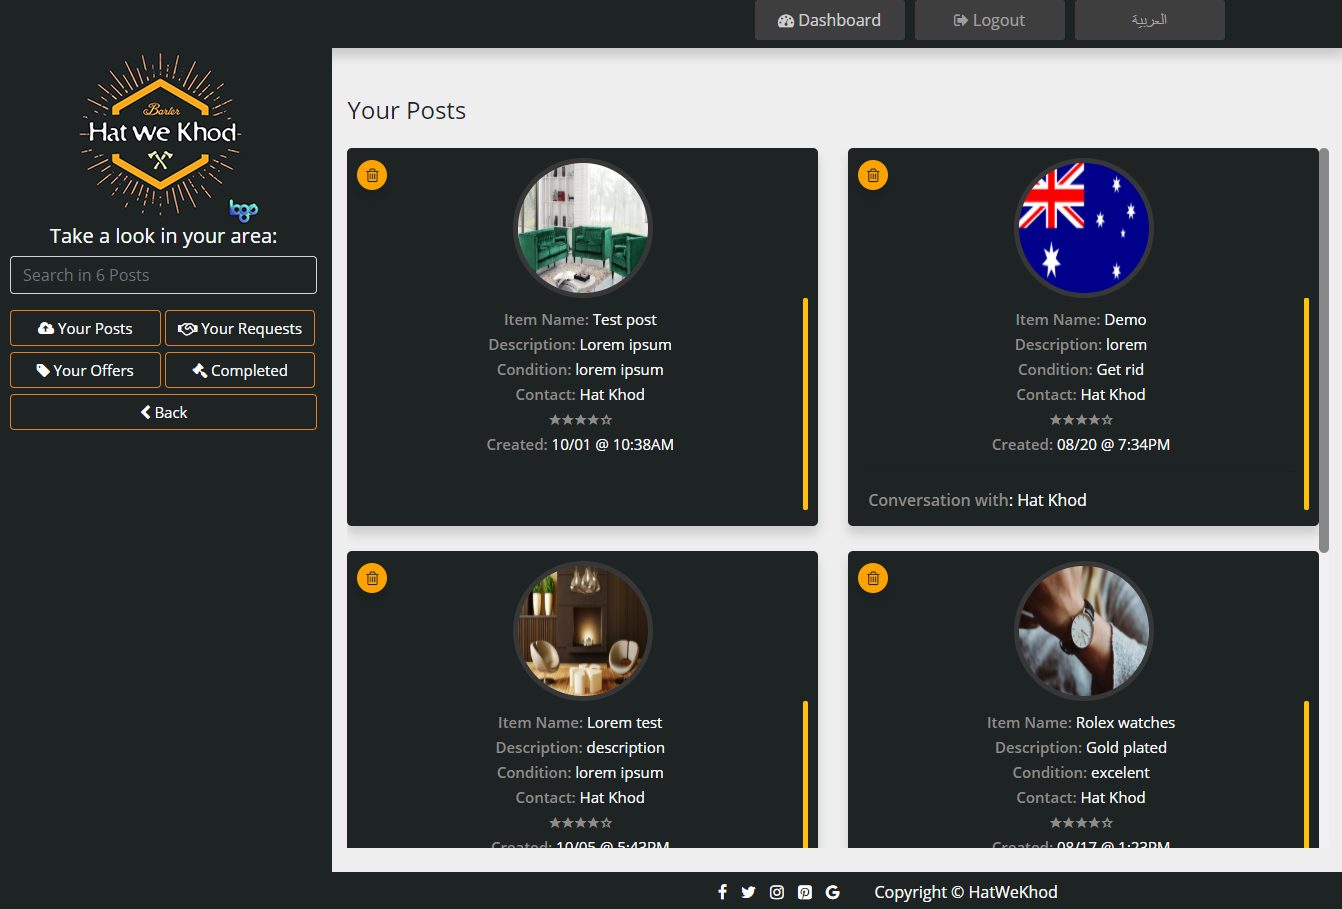 Dashboard
Logout
العربية
Barter
Hat we Khod
logo
Take a look in your area:
Search in 6 Posts
Your Posts
Your Requests
Your Offers
Completed
Back
Your Posts
Item Name: Test post
Description: Lorem ipsum
Condition: lorem ipsum
Contact: Hat Khod
★★★★☆
Created: 10/01 @ 10:38AM
Item Name: Demo
Description: lorem
Condition: Get rid
Contact: Hat Khod
★★★★☆
Created: 08/20 @ 7:34PM
Conversation with: Hat Khod
Item Name: Lorem test
Description: description
Condition: lorem ipsum
Contact: Hat Khod
★★★★☆
Created: 10/05 @ 5:43PM
Item Name: Rolex watches
Description: Gold plated
Condition: excelent
Contact: Hat Khod
★★★★☆
Created: 08/17 @ 1:23PM
Copyright © HatWeKhod